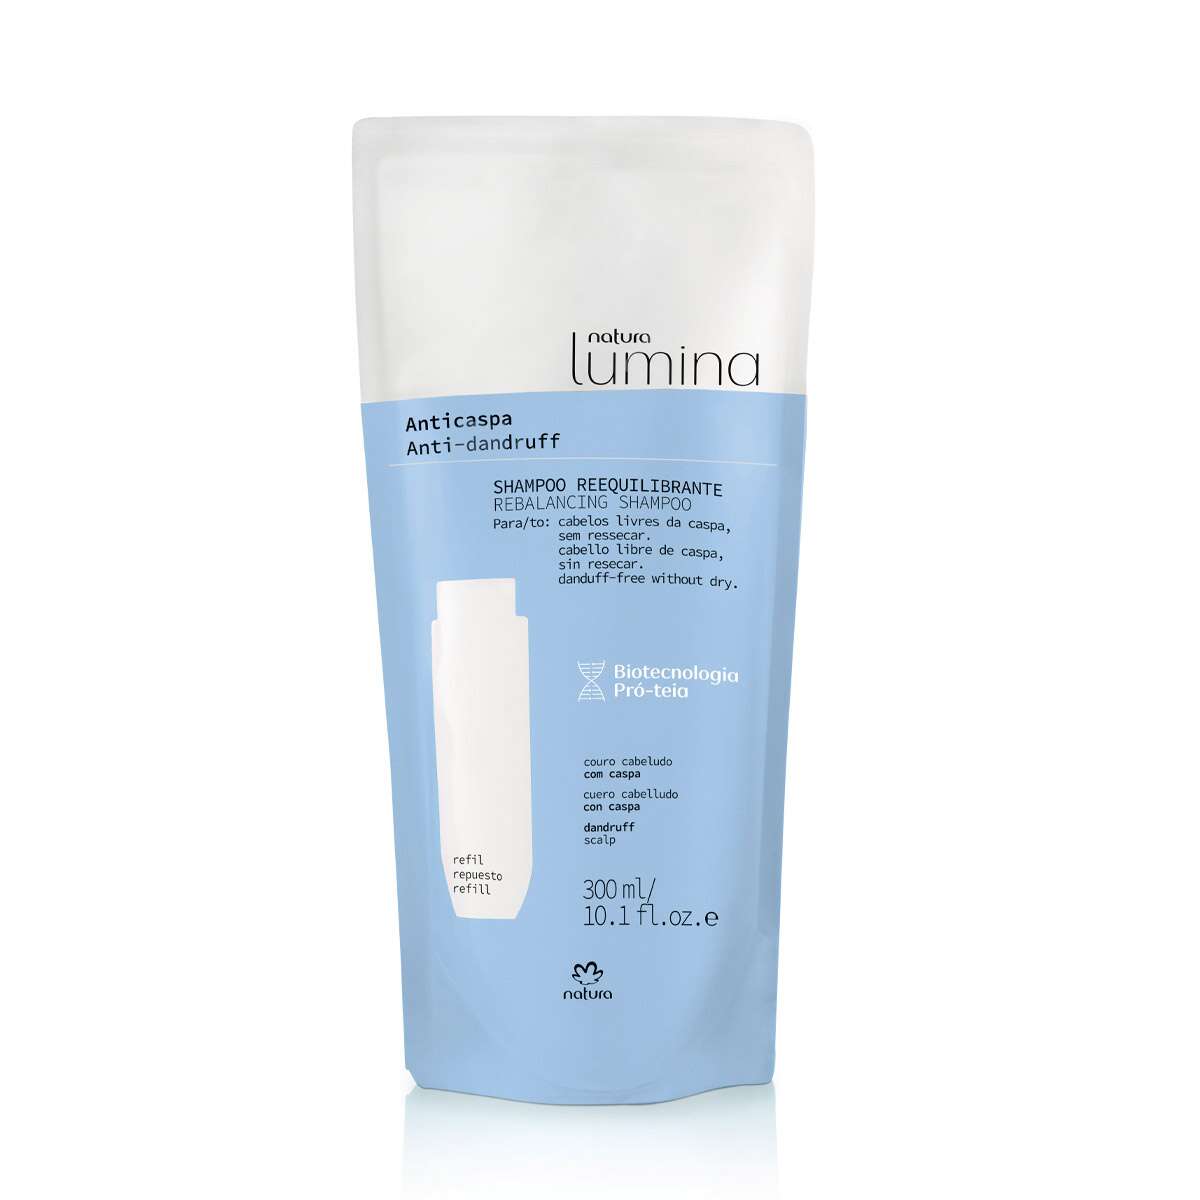 natura
lumina
Anticaspa
Anti-dandruff
SHAMPOO REEQUILIBRANTE
REBALANCING SHAMPOO
Para/to: cabelos livres da caspa,
sem ressecar.
cabello libre de caspa,
sin resecar.
danduff-free without dry.
Biotecnologia
Pró-teia
couro cabeludo
com caspa
cuero cabelludo
con caspa
dandruff
scalp
refil
repuesto
refill
300 ml/
10.1 fl.oz.℮
natura